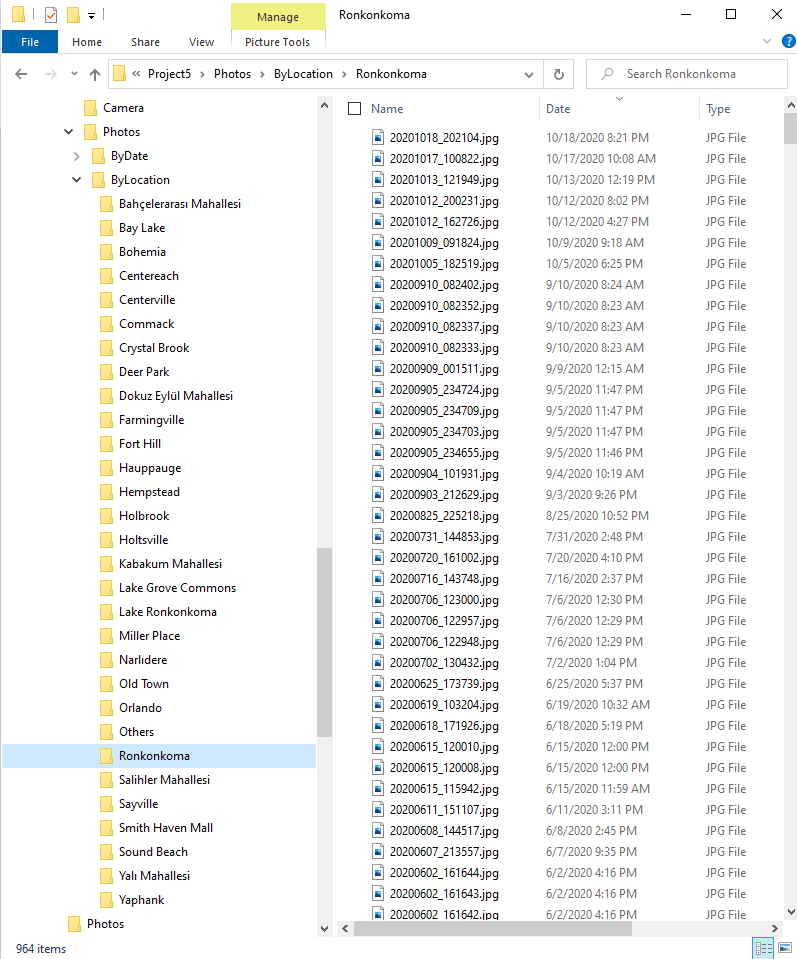 Manage
Ronkonkoma
File
Home
Share
View
Picture Tools
« Project5 > Photos > ByLocation > Ronkonkoma
Search Ronkonkoma
Camera
Photos
ByDate
ByLocation
Bahçelerarası Mahallesi
Bay Lake
Bohemia
Centereach
Centerville
Commack
Crystal Brook
Deer Park
Dokuz Eylül Mahallesi
Farmingville
Fort Hill
Hauppauge
Hempstead
Holbrook
Holtsville
Kabakum Mahallesi
Lake Grove Commons
Lake Ronkonkoma
Miller Place
Narlıdere
Old Town
Orlando
Others
Ronkonkoma
Salihler Mahallesi
Sayville
Smith Haven Mall
Sound Beach
Yalı Mahallesi
Yaphank
Photos
Name Date Type
20201018_202104.jpg 10/18/2020 8:21 PM JPG File
20201017_100822.jpg 10/17/2020 10:08 AM JPG File
20201013_121949.jpg 10/13/2020 12:19 PM JPG File
20201012_200231.jpg 10/12/2020 8:02 PM JPG File
20201012_162726.jpg 10/12/2020 4:27 PM JPG File
20201009_091824.jpg 10/9/2020 9:18 AM JPG File
20201005_182519.jpg 10/5/2020 6:25 PM JPG File
20200910_082402.jpg 9/10/2020 8:24 AM JPG File
20200910_082352.jpg 9/10/2020 8:23 AM JPG File
20200910_082337.jpg 9/10/2020 8:23 AM JPG File
20200910_082333.jpg 9/10/2020 8:23 AM JPG File
20200909_001511.jpg 9/9/2020 12:15 AM JPG File
20200905_234724.jpg 9/5/2020 11:47 PM JPG File
20200905_234709.jpg 9/5/2020 11:47 PM JPG File
20200905_234703.jpg 9/5/2020 11:47 PM JPG File
20200905_234655.jpg 9/5/2020 11:46 PM JPG File
20200904_101931.jpg 9/4/2020 10:19 AM JPG File
20200903_212629.jpg 9/3/2020 9:26 PM JPG File
20200825_225218.jpg 8/25/2020 10:52 PM JPG File
20200731_144853.jpg 7/31/2020 2:48 PM JPG File
20200720_161002.jpg 7/20/2020 4:10 PM JPG File
20200716_143748.jpg 7/16/2020 2:37 PM JPG File
20200706_123000.jpg 7/6/2020 12:30 PM JPG File
20200706_122957.jpg 7/6/2020 12:29 PM JPG File
20200706_122948.jpg 7/6/2020 12:29 PM JPG File
20200702_130432.jpg 7/2/2020 1:04 PM JPG File
20200625_173739.jpg 6/25/2020 5:37 PM JPG File
20200619_103204.jpg 6/19/2020 10:32 AM JPG File
20200618_171926.jpg 6/18/2020 5:19 PM JPG File
20200615_120010.jpg 6/15/2020 12:00 PM JPG File
20200615_120008.jpg 6/15/2020 12:00 PM JPG File
20200615_115942.jpg 6/15/2020 11:59 AM JPG File
20200611_151107.jpg 6/11/2020 3:11 PM JPG File
20200608_144517.jpg 6/8/2020 2:45 PM JPG File
20200607_213557.jpg 6/7/2020 9:35 PM JPG File
20200602_161644.jpg 6/2/2020 4:16 PM JPG File
20200602_161643.jpg 6/2/2020 4:16 PM JPG File
20200602_161642.jpg 6/2/2020 4:16 PM JPG File
964 items